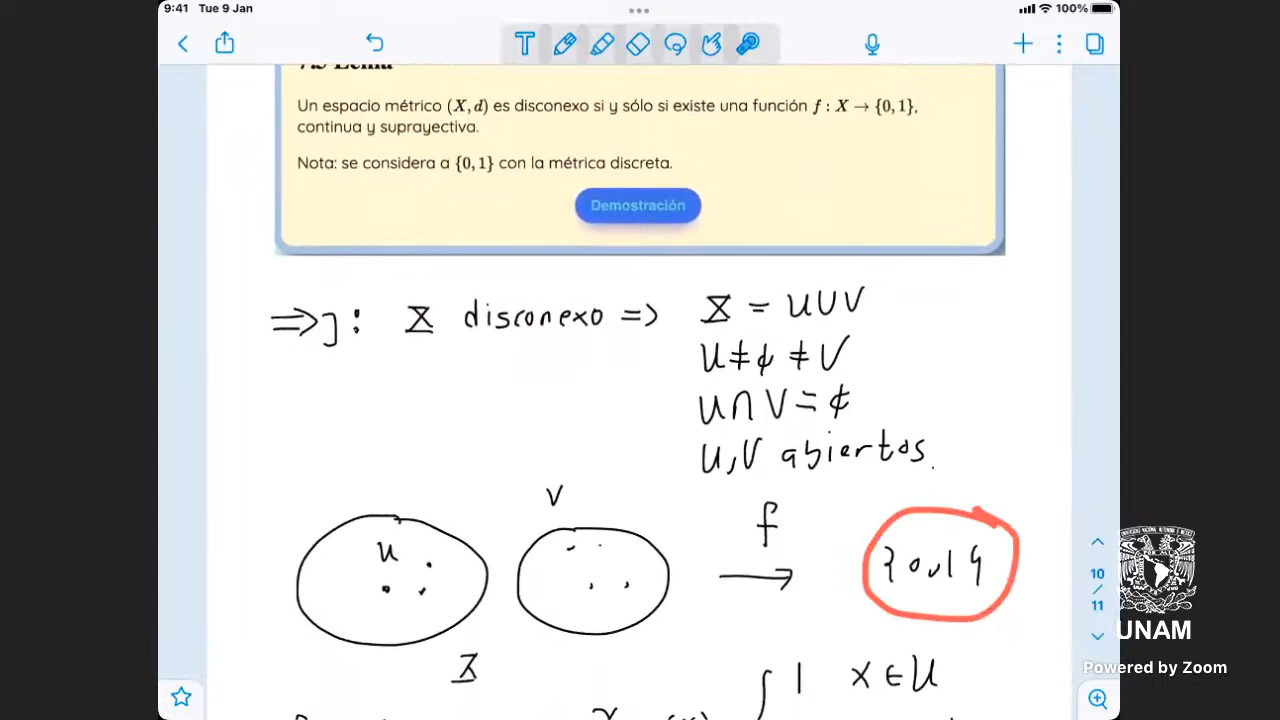 9:41 Tue 9 Jan 100%
Un espacio métrico (X, d) es disconexo si y sólo si existe una función f : X → {0, 1},
continua y suprayectiva.
Nota: se considera a {0, 1} con la métrica discreta.
Demostración
=>]: X disconexo => X = U∪V
U ≠ ∅ ≠ V
U∩V = ∅
U,V abiertos.
V
f
U
{0,1}
X
1 x ∈ U
10
/
11
UNAM
Powered by Zoom